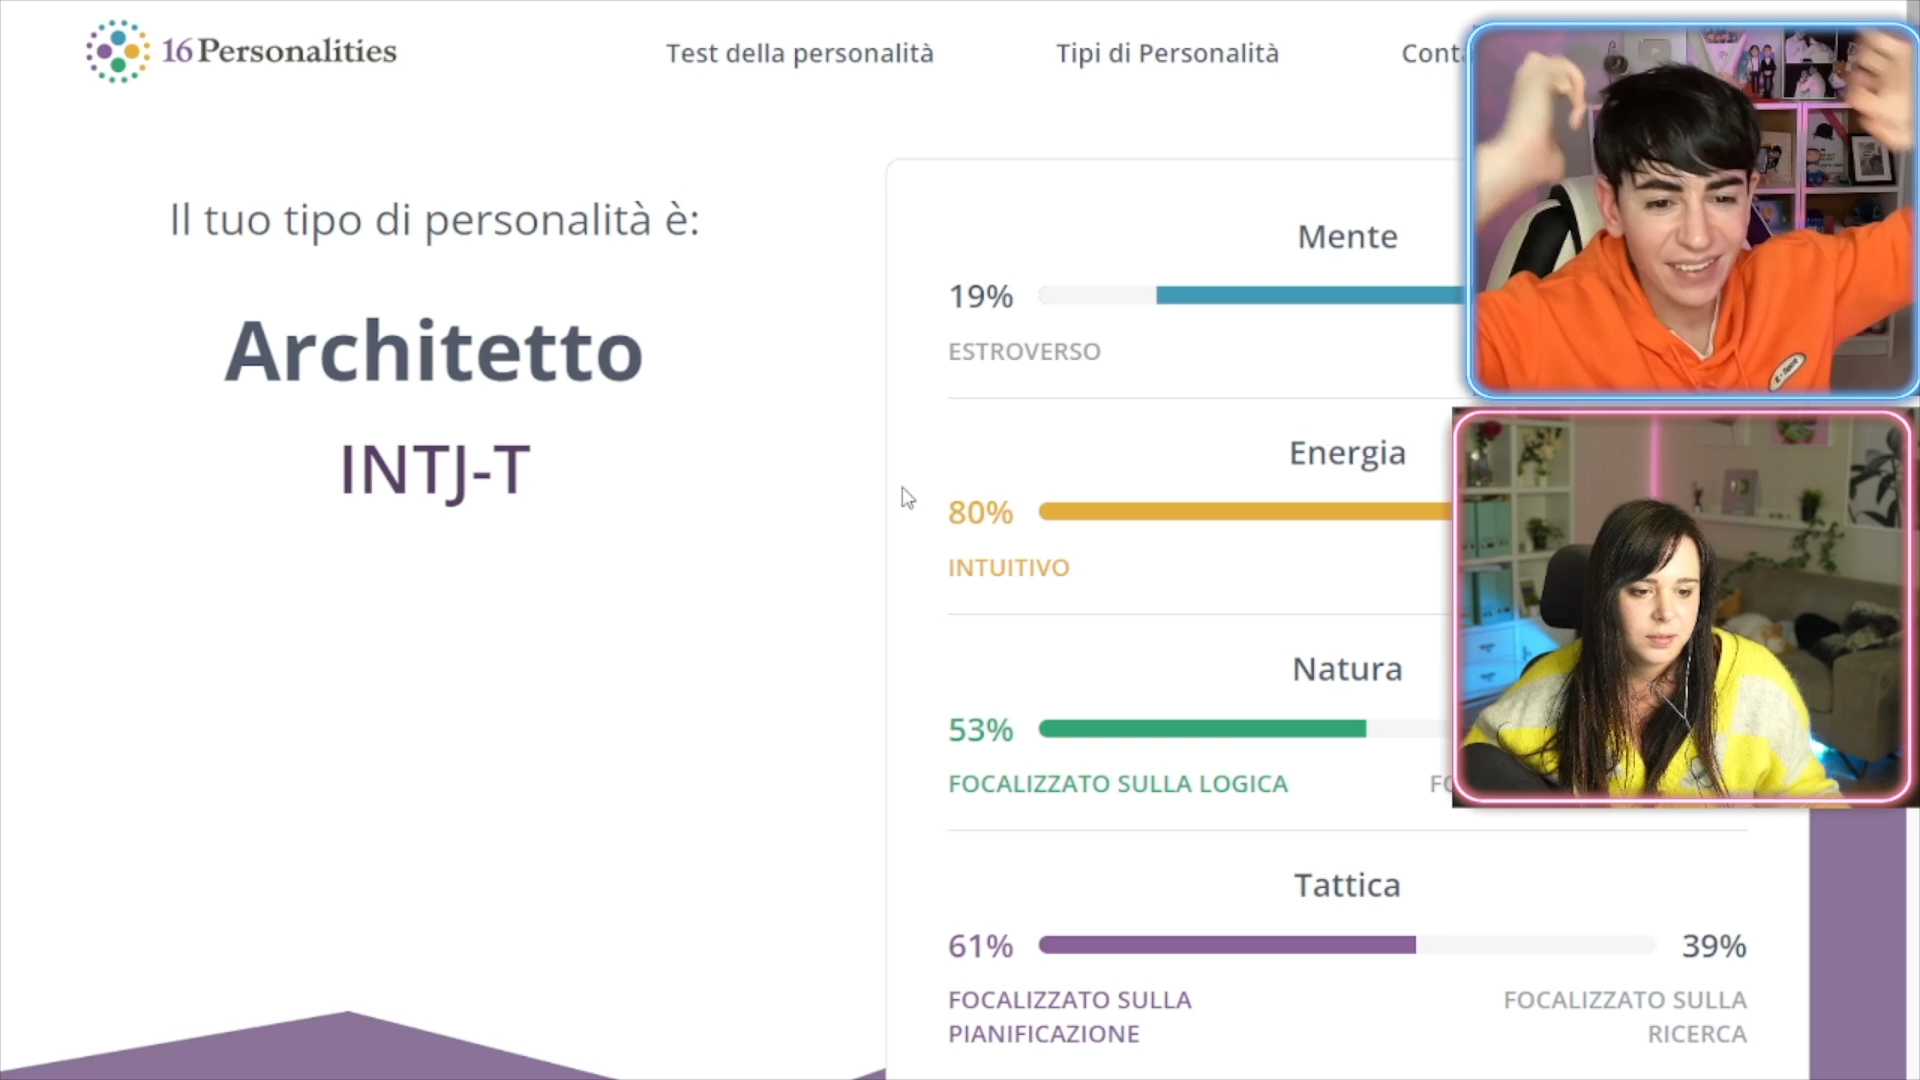 16Personalities
Test della personalità
Tipi di Personalità
Il tuo tipo di personalità è:
Architetto
INTJ-T
Mente
19%
ESTROVERSO
Energia
80%
INTUITIVO
Natura
53%
FOCALIZZATO SULLA LOGICA
Tattica
61%
39%
FOCALIZZATO SULLA
PIANIFICAZIONE
FOCALIZZATO SULLA
RICERCA